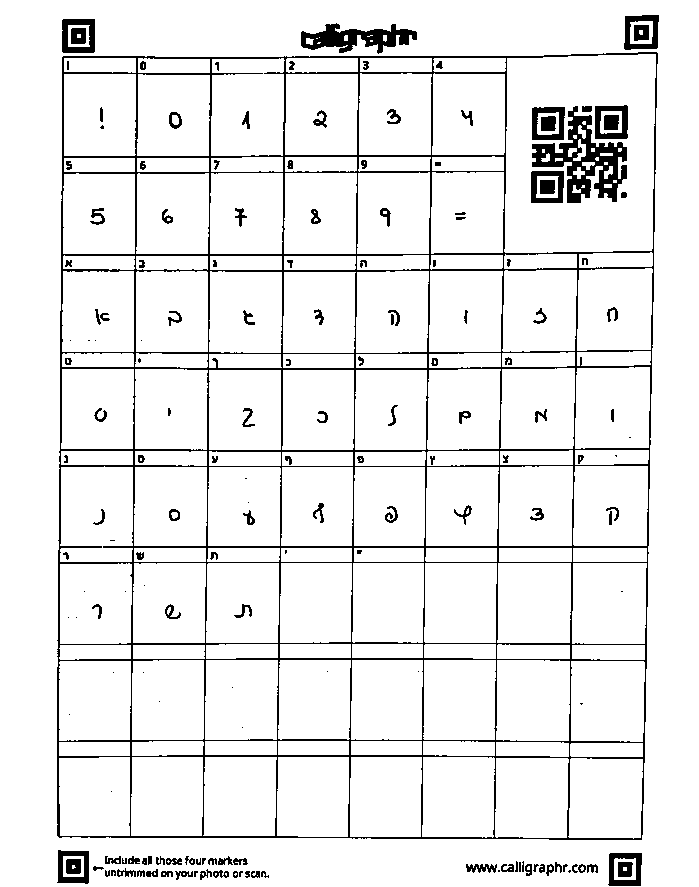 calligraphr
! 0 1 2 3 4
! 0 1 2 3 4
5 6 7 8 9 =
5 6 7 8 9 =
א ב ג ד ה ו ז ח
א ב ג ד ה ו ז ח
ט י ך כ ל ם מ ן
ט י ך כ ל ם מ ן
נ ס ע ף פ ץ צ ק
נ ס ע ף פ ץ צ ק
ר ש ת ׳ ״
ר ש ת
Include all those four markers
untrimmed on your photo or scan.
www.calligraphr.com